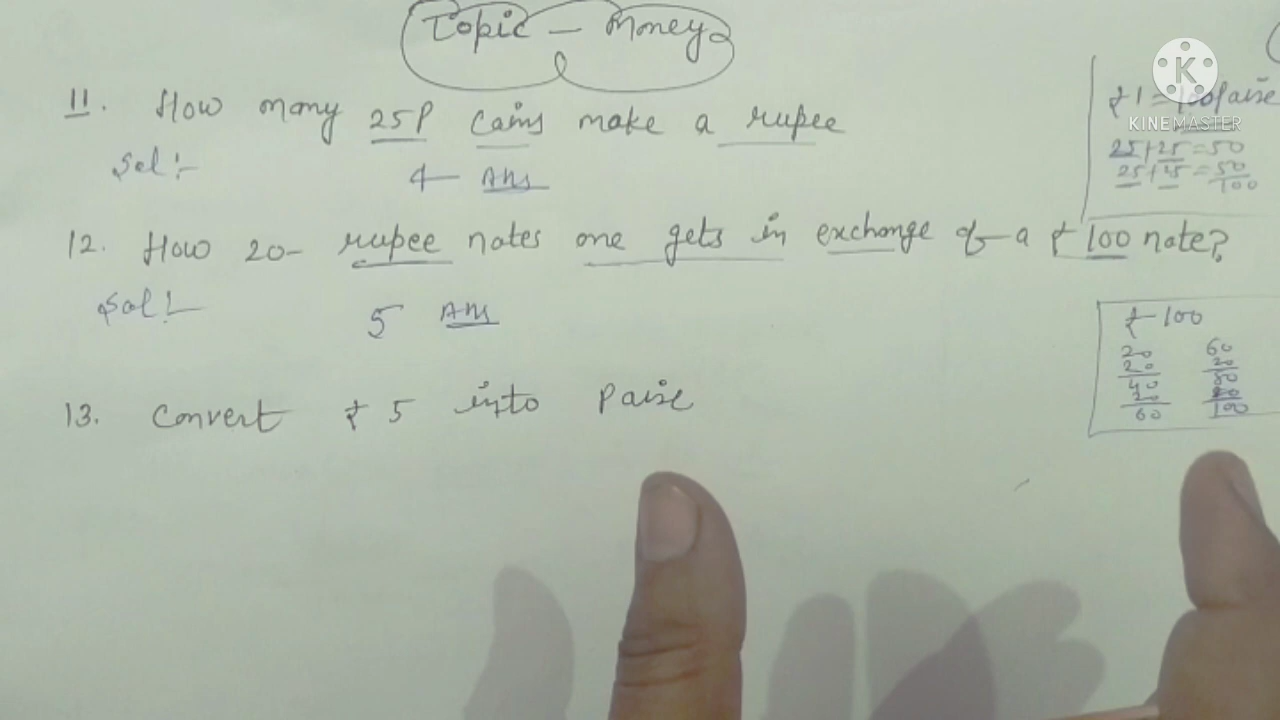 Topic - Money
11. How many 25P Coins make a rupee
Sol:-
4 Ans
₹1 = 100 paise
25+25=50
25+25=50
100
KINEMASTER
12. How 20- rupee notes one gets in exchange of a ₹ 100 note?
Sol:-
5 Ans
₹ 100
20 60
20 20
40 80
20 20
60 100
13. Convert ₹ 5 into Paise